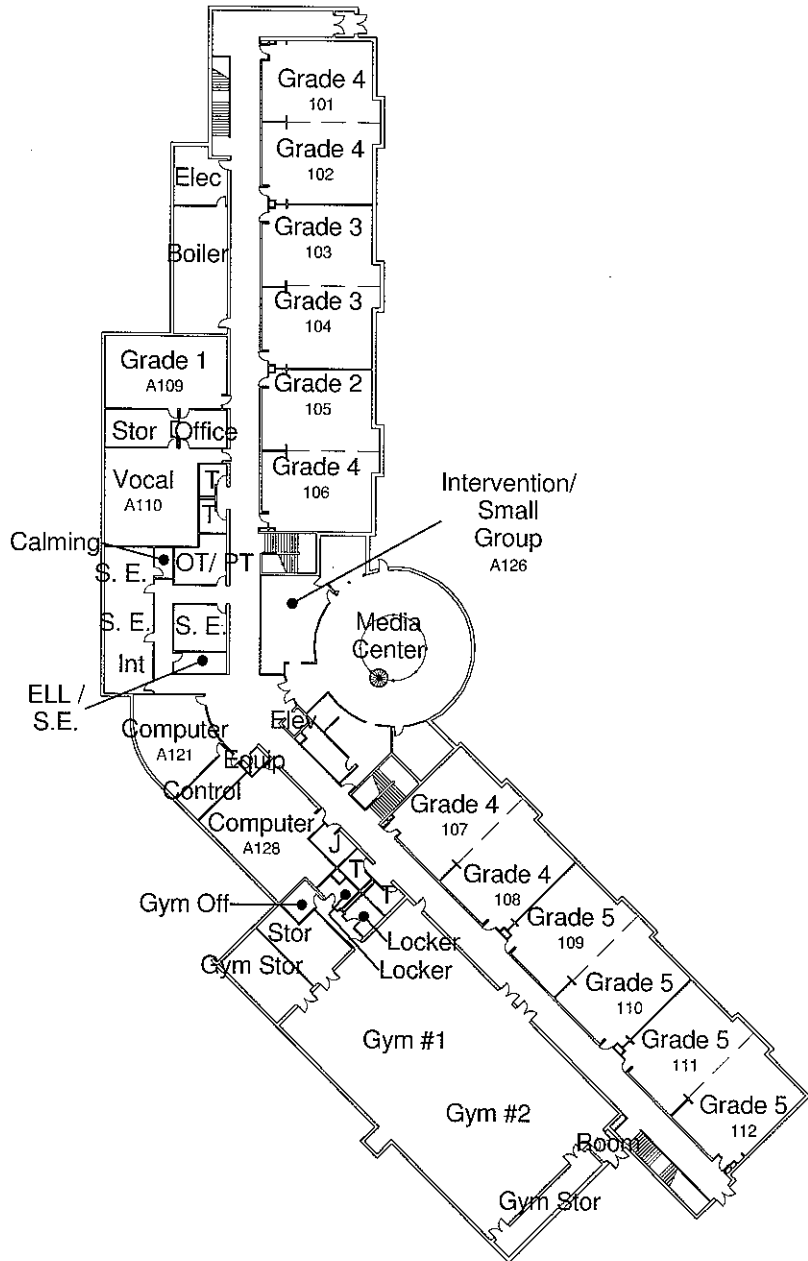 Grade 4
101
Grade 4
102
Elec
Grade 3
103
Boiler
Grade 3
104
Grade 1
A109
Grade 2
105
Stor
Office
Grade 4
106
Vocal
A110
T
T
Intervention/
Small
Group
A126
Calming
OT/ PT
S. E.
S. E.
S. E.
Media
Center
Int
ELL /
S.E.
Elev
Computer
A121
Equip
Control
Grade 4
107
Computer
A128
J
T
T
Grade 4
108
Gym Off
Grade 5
109
Stor
Locker
Gym Stor
Locker
Grade 5
110
Gym #1
Grade 5
111
Grade 5
112
Gym #2
Boom
Gym Stor